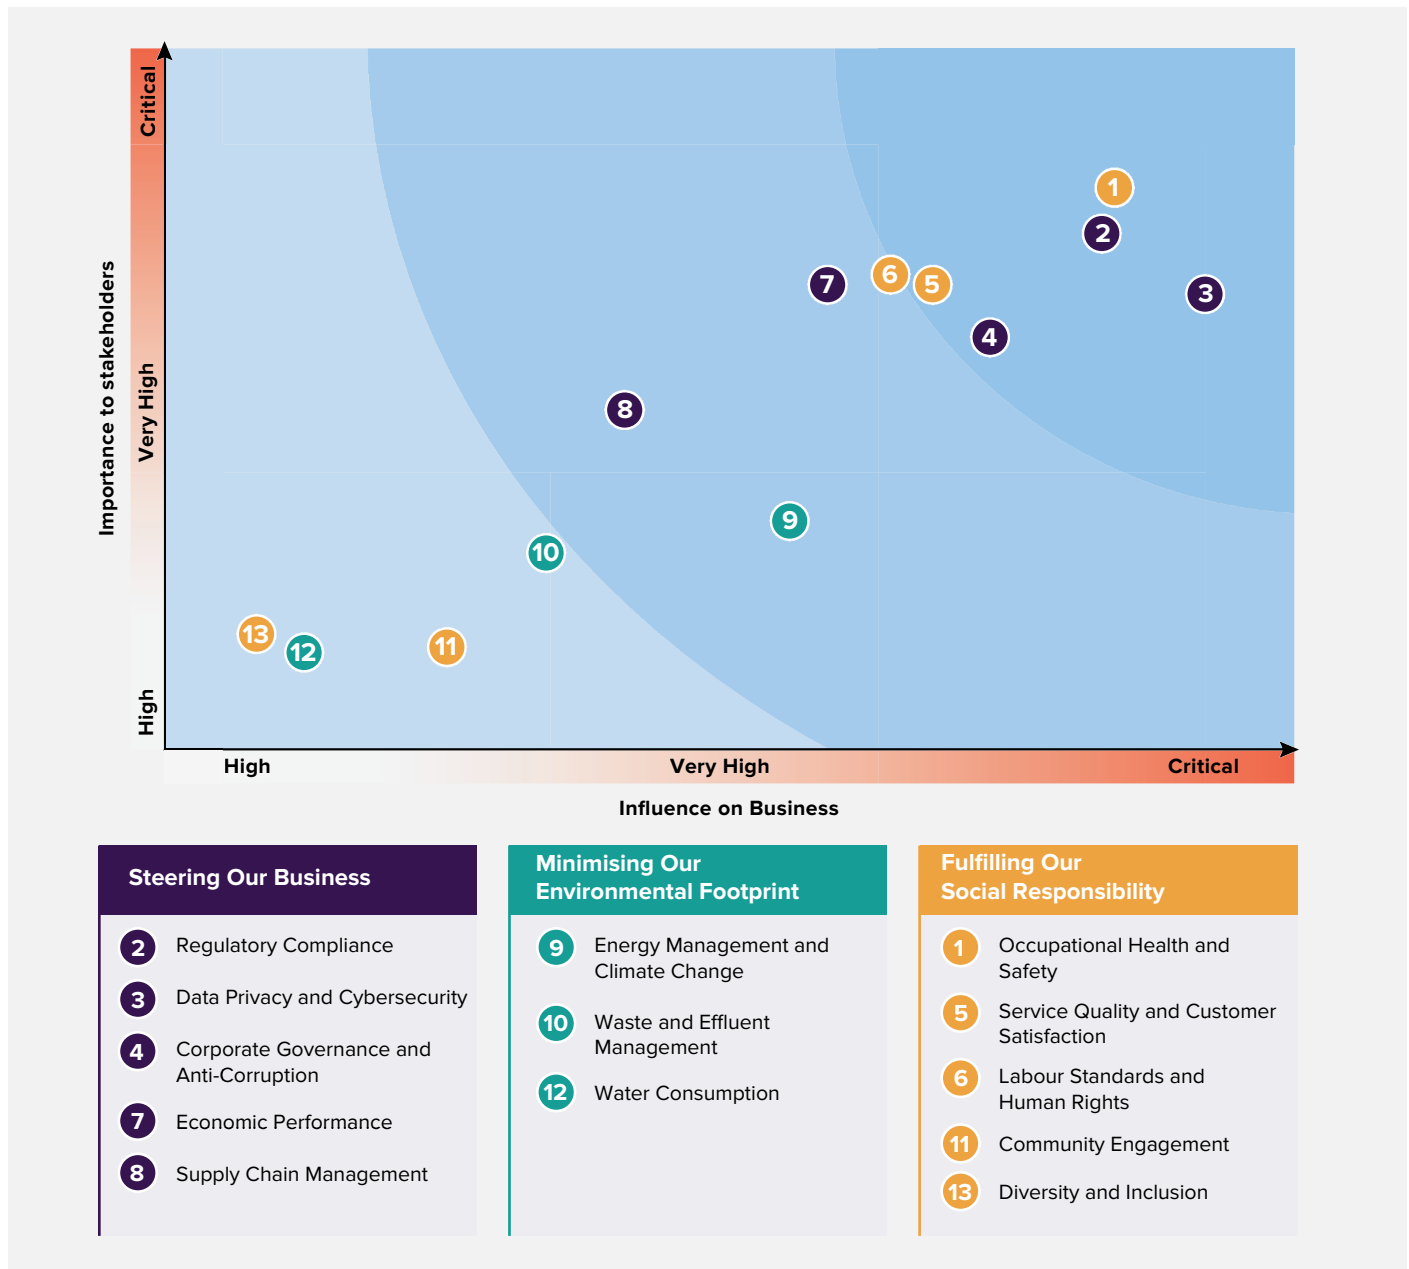 Critical
Very High
High
Importance to stakeholders
1
2
3
4
5
6
7
8
9
10
11
12
13
High
Very High
Critical
Influence on Business
Steering Our Business
2 Regulatory Compliance
3 Data Privacy and Cybersecurity
4 Corporate Governance and
Anti-Corruption
7 Economic Performance
8 Supply Chain Management
Minimising Our
Environmental Footprint
9 Energy Management and
Climate Change
10 Waste and Effluent
Management
12 Water Consumption
Fulfilling Our
Social Responsibility
1 Occupational Health and
Safety
5 Service Quality and Customer
Satisfaction
6 Labour Standards and
Human Rights
11 Community Engagement
13 Diversity and Inclusion